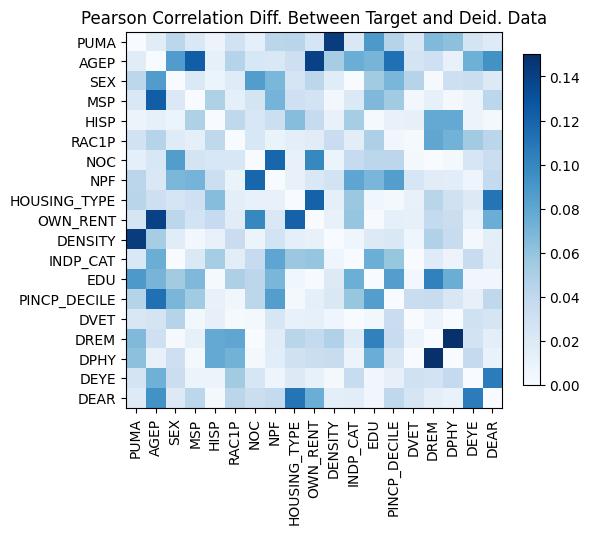 Pearson Correlation Diff. Between Target and Deid. Data
PUMA
AGEP
SEX
MSP
HISP
RAC1P
NOC
NPF
HOUSING_TYPE
OWN_RENT
DENSITY
INDP_CAT
EDU
PINCP_DECILE
DVET
DREM
DPHY
DEYE
DEAR
PUMA
AGEP
SEX
MSP
HISP
RAC1P
NOC
NPF
HOUSING_TYPE
OWN_RENT
DENSITY
INDP_CAT
EDU
PINCP_DECILE
DVET
DREM
DPHY
DEYE
DEAR
0.14
0.12
0.10
0.08
0.06
0.04
0.02
0.00